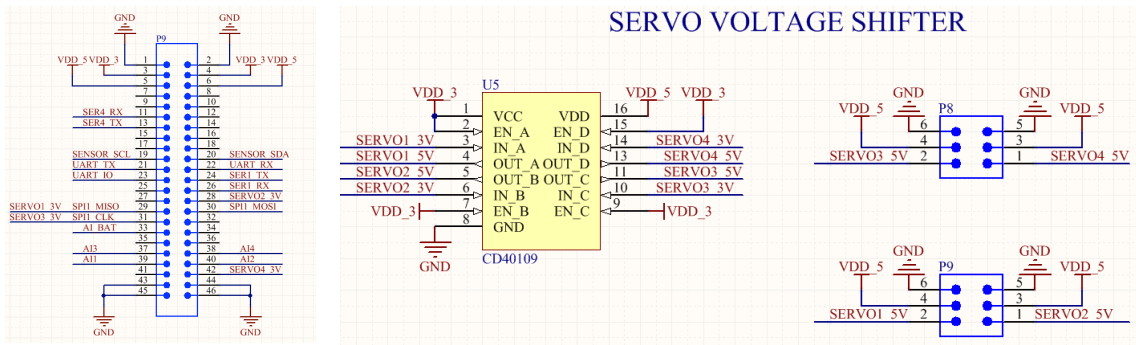 SERVO VOLTAGE SHIFTER
GND GND
P9
VDD_5 VDD_3 VDD_3 VDD_5
1 2
3 4
5 6
7 8
9 10
SER4_RX 11 12
SER4_TX 13 14
15 16
17 18
SENSOR_SCL 19 20 SENSOR_SDA
UART_TX 21 22 UART_RX
UART_IO 23 24 SER1_TX
25 26 SER1_RX
27 28 SERVO2_3V
SERVO1_3V SPI1_MISO 29 30 SPI1_MOSI
SERVO3_3V SPI1_CLK 31 32
AI_BAT 33 34
35 36
AI3 37 38 AI4
AI1 39 40 AI2
41 42 SERVO4_3V
43 44
45 46
GND GND
U5
VDD_3 VDD_5 VDD_3
1 VCC VDD 16
2 EN_A EN_D 15
SERVO1_3V 3 IN_A IN_D 14 SERVO4_3V
SERVO1_5V 4 OUT_A OUT_D 13 SERVO4_5V
SERVO2_5V 5 OUT_B OUT_C 11 SERVO3_5V
SERVO2_3V 6 IN_B IN_C 10 SERVO3_3V
VDD_3 7 EN_B EN_C 9 VDD_3
8 GND
GND
CD40109
GND GND
VDD_5 P8 VDD_5
6 5
4 3
SERVO3_5V 2 1 SERVO4_5V
GND GND
VDD_5 P9 VDD_5
6 5
4 3
SERVO1_5V 2 1 SERVO2_5V